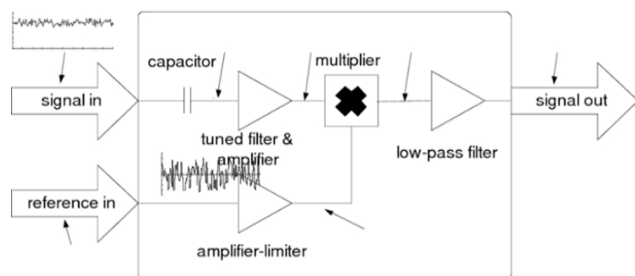 capacitor
multiplier
signal in
signal out
tuned filter &
amplifier
low-pass filter
reference in
amplifier-limiter